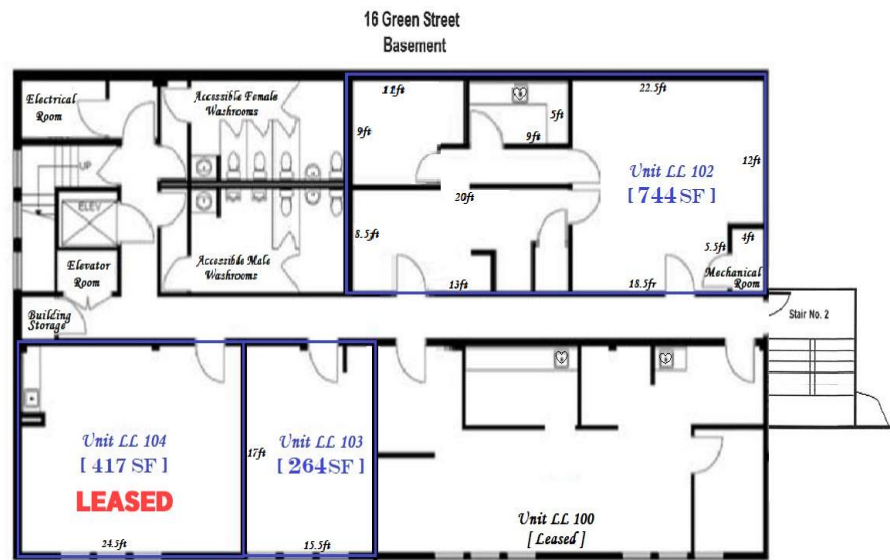 16 Green Street
Basement
Electrical
Room
Accessible Female
Washrooms
11ft
9ft
5ft
9ft
22.5ft
12ft
Unit LL 102
[ 744 SF ]
UP
ELEV
20ft
8.5ft
13ft
4ft
5.5ft
Mechanical
Room
18.5fr
Elevator
Room
Accessible Male
Washrooms
Building
Storage
Stair No. 2
Unit LL 104
[ 417 SF ]
LEASED
24.5ft
17ft
Unit LL 103
[ 264 SF ]
15.5ft
Unit LL 100
[ Leased ]